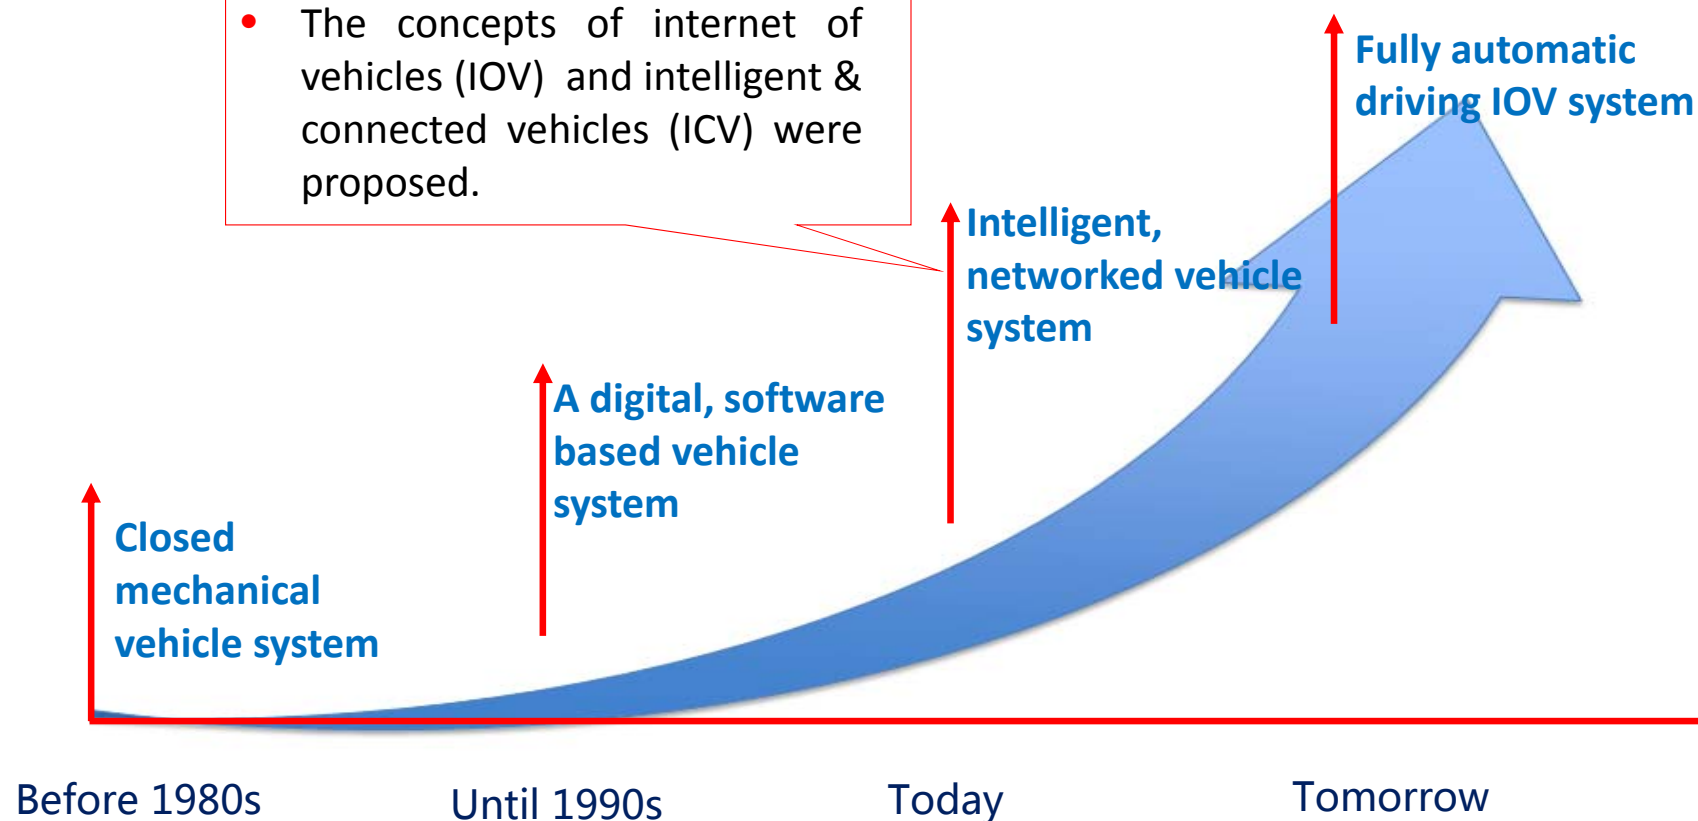 • The concepts of internet of
vehicles (IOV) and intelligent &
connected vehicles (ICV) were
proposed.
Fully automatic
driving IOV system
Intelligent,
networked vehicle
system
A digital, software
based vehicle
system
Closed
mechanical
vehicle system
Before 1980s
Until 1990s
Today
Tomorrow